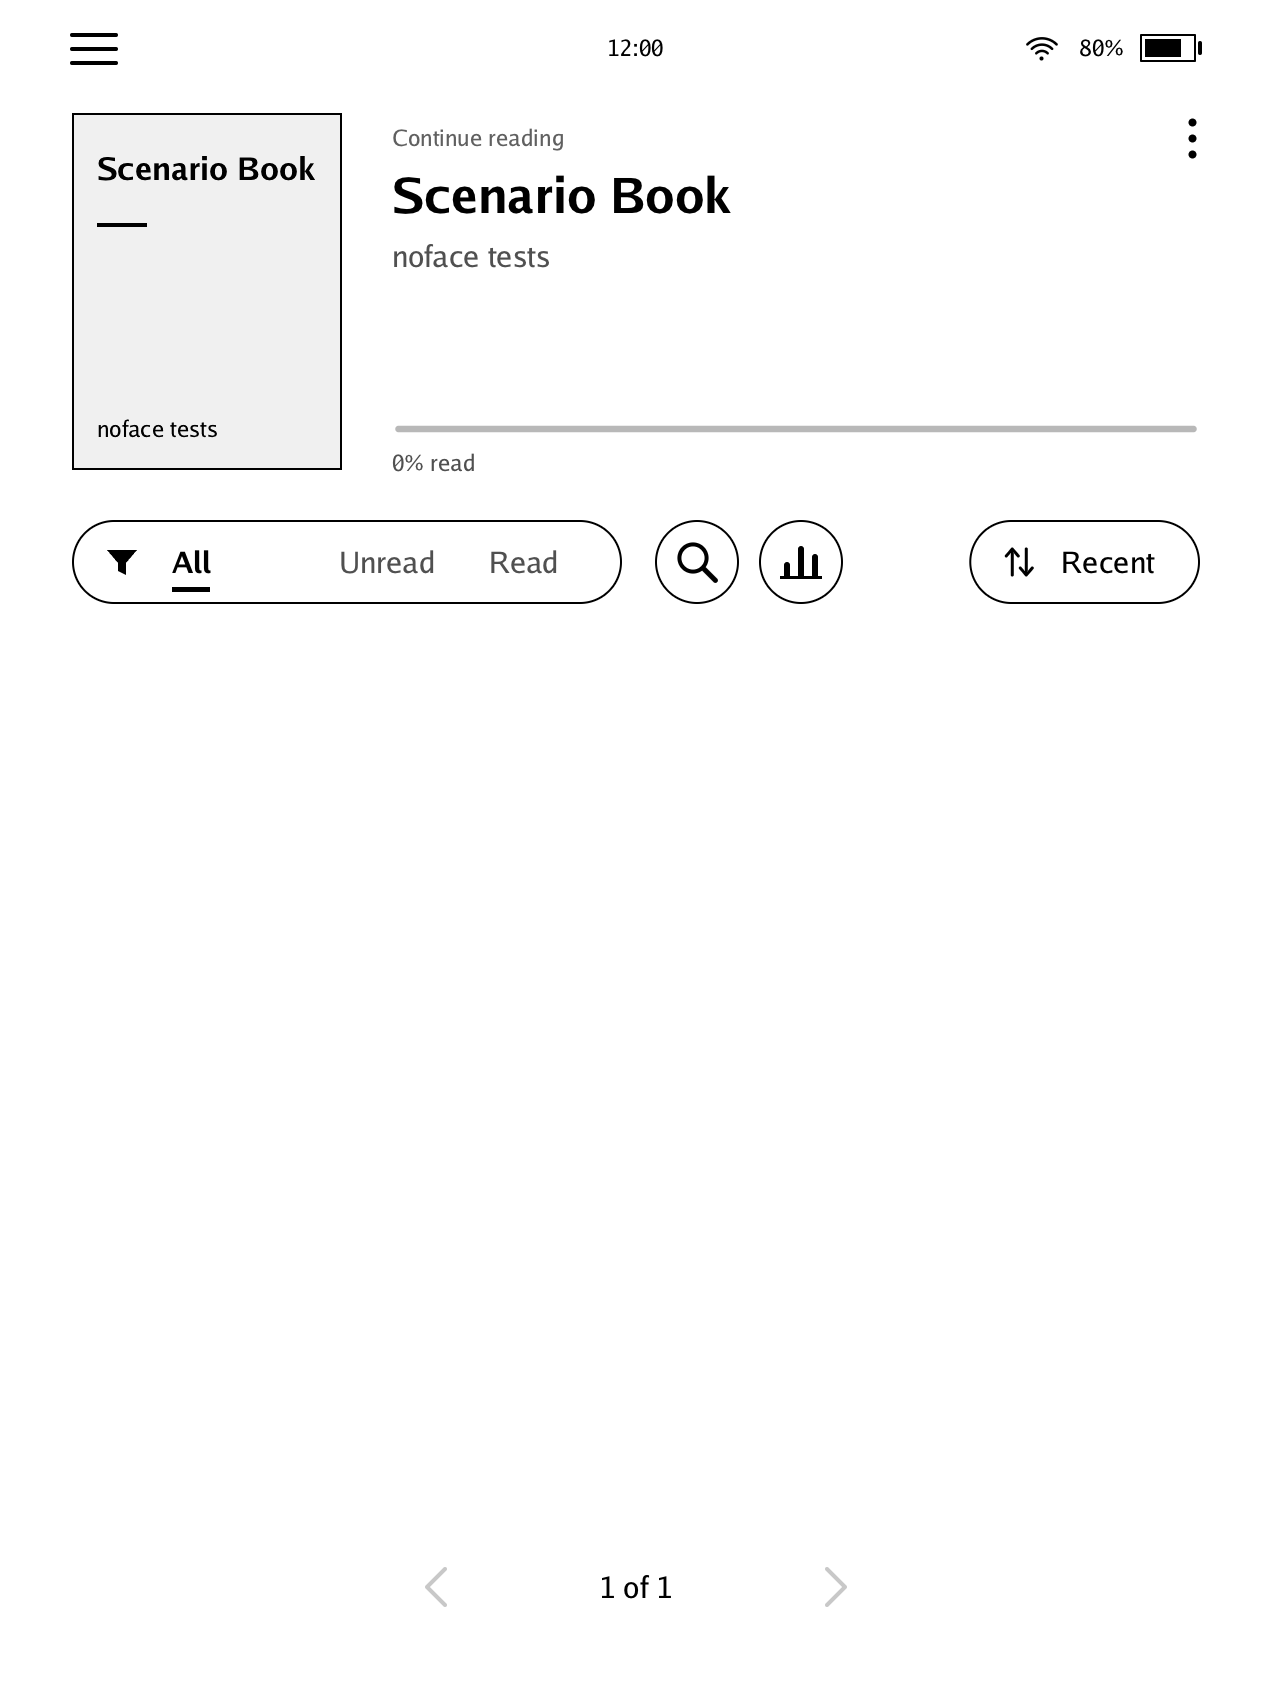 12:00
80%
Scenario Book
noface tests
Continue reading
Scenario Book
noface tests
0% read
All
Unread
Read
Recent
1 of 1